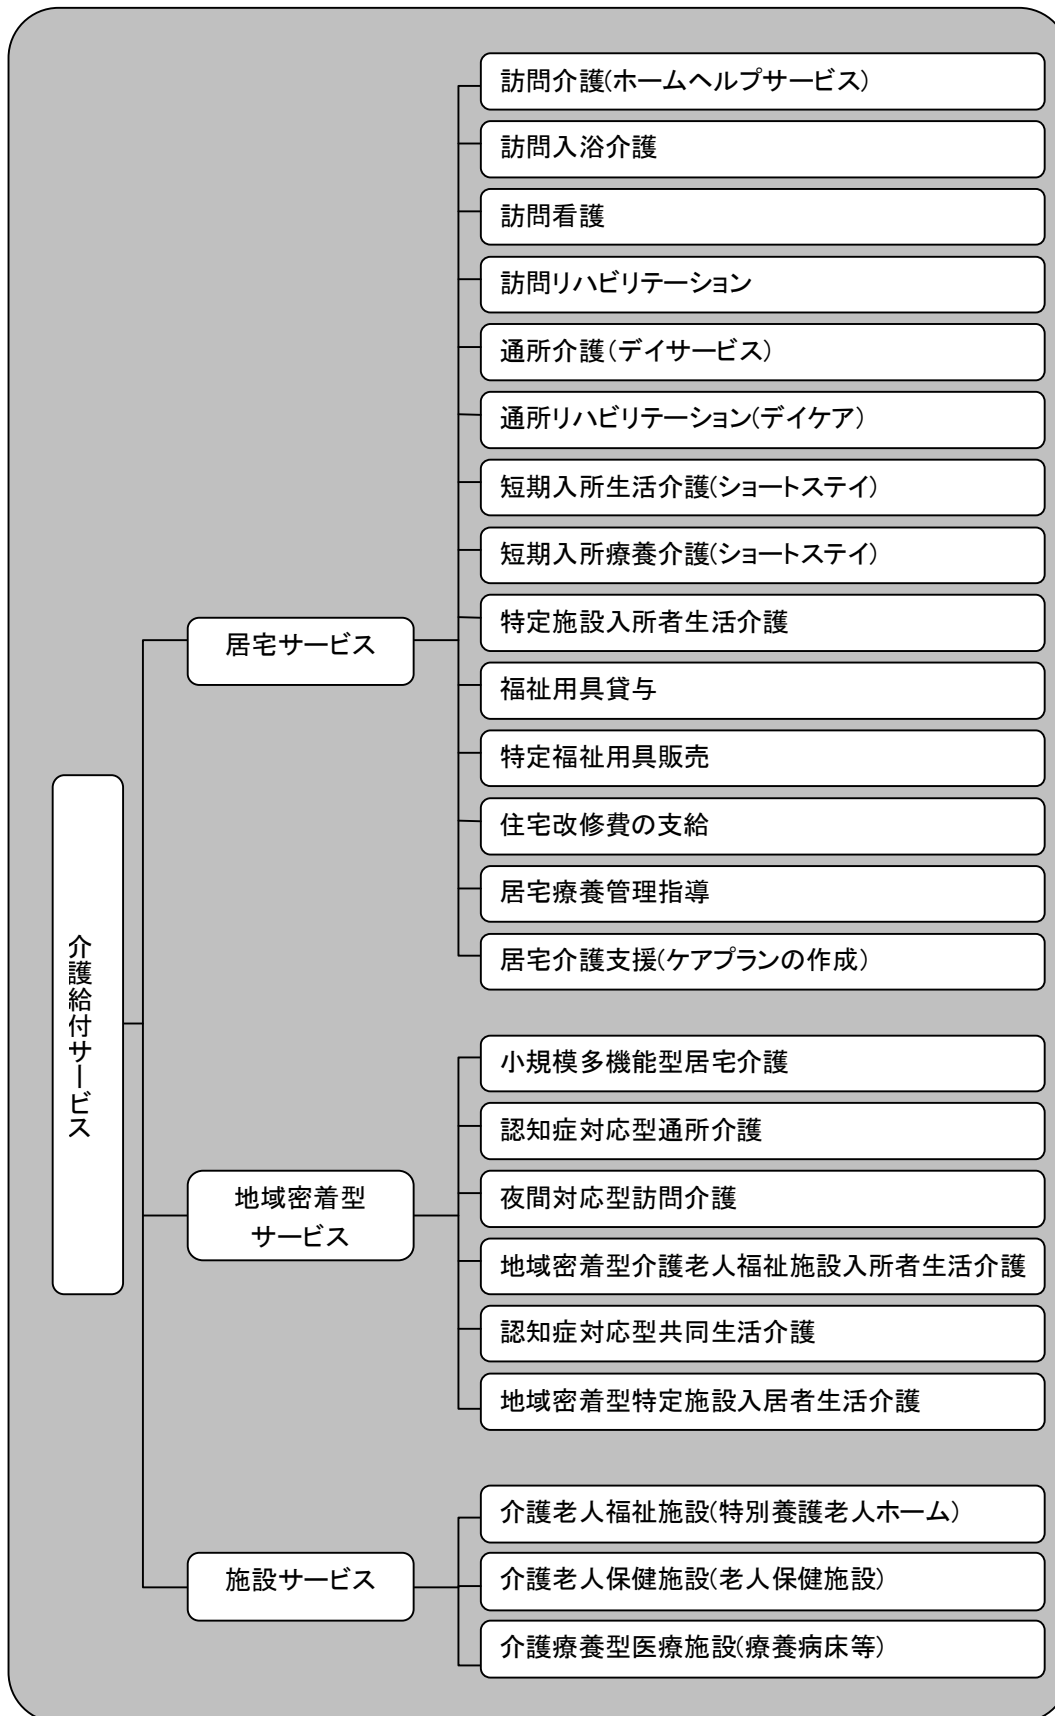 介護給付サービス
居宅サービス
訪問介護(ホームヘルプサービス)
訪問入浴介護
訪問看護
訪問リハビリテーション
通所介護(デイサービス)
通所リハビリテーション(デイケア)
短期入所生活介護(ショートステイ)
短期入所療養介護(ショートステイ)
特定施設入所者生活介護
福祉用具貸与
特定福祉用具販売
住宅改修費の支給
居宅療養管理指導
居宅介護支援(ケアプランの作成)
地域密着型
サービス
小規模多機能型居宅介護
認知症対応型通所介護
夜間対応型訪問介護
地域密着型介護老人福祉施設入所者生活介護
認知症対応型共同生活介護
地域密着型特定施設入居者生活介護
施設サービス
介護老人福祉施設(特別養護老人ホーム)
介護老人保健施設(老人保健施設)
介護療養型医療施設(療養病床等)